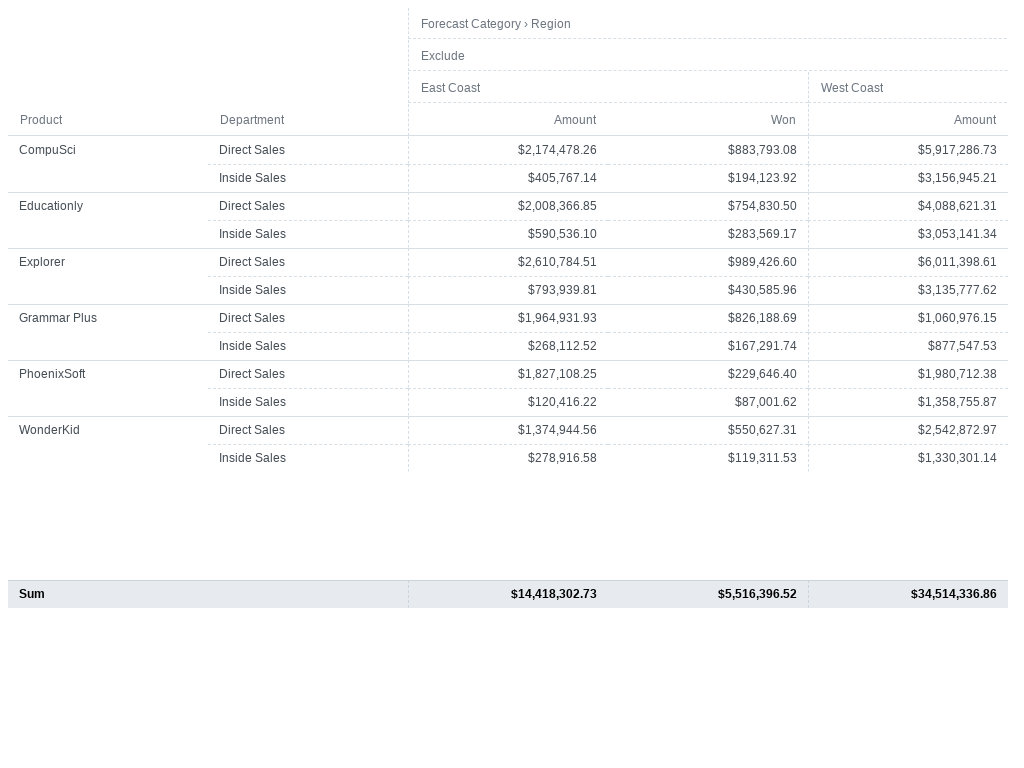 Forecast Category › Region
Exclude
East Coast West Coast
Product Department Amount Won Amount
CompuSci Direct Sales $2,174,478.26 $883,793.08 $5,917,286.73
Inside Sales $405,767.14 $194,123.92 $3,156,945.21
Educationly Direct Sales $2,008,366.85 $754,830.50 $4,088,621.31
Inside Sales $590,536.10 $283,569.17 $3,053,141.34
Explorer Direct Sales $2,610,784.51 $989,426.60 $6,011,398.61
Inside Sales $793,939.81 $430,585.96 $3,135,777.62
Grammar Plus Direct Sales $1,964,931.93 $826,188.69 $1,060,976.15
Inside Sales $268,112.52 $167,291.74 $877,547.53
PhoenixSoft Direct Sales $1,827,108.25 $229,646.40 $1,980,712.38
Inside Sales $120,416.22 $87,001.62 $1,358,755.87
WonderKid Direct Sales $1,374,944.56 $550,627.31 $2,542,872.97
Inside Sales $278,916.58 $119,311.53 $1,330,301.14
Sum $14,418,302.73 $5,516,396.52 $34,514,336.86